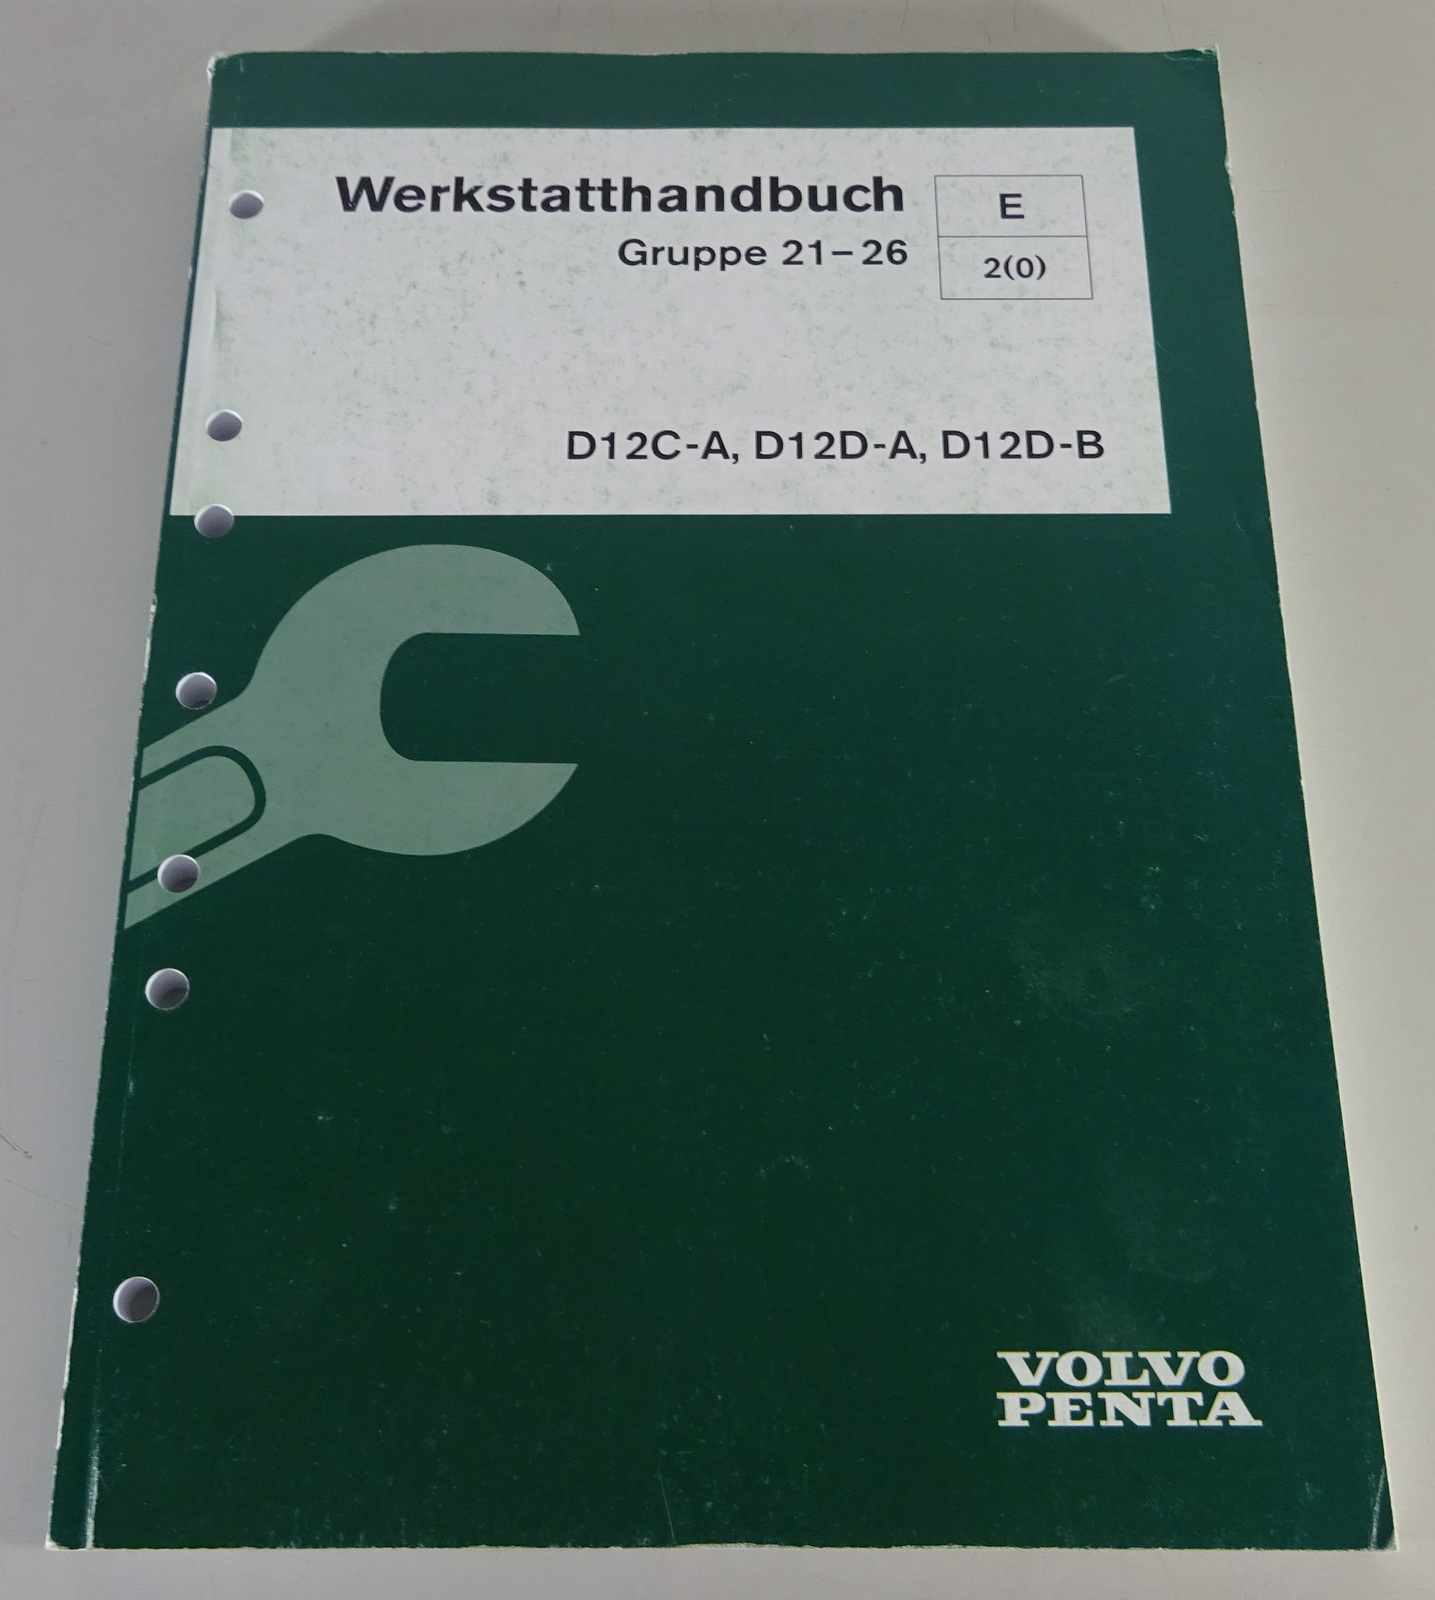 Werkstatthandbuch
Gruppe 21–26
E
2(0)
D12C-A, D12D-A, D12D-B
VOLVO
PENTA